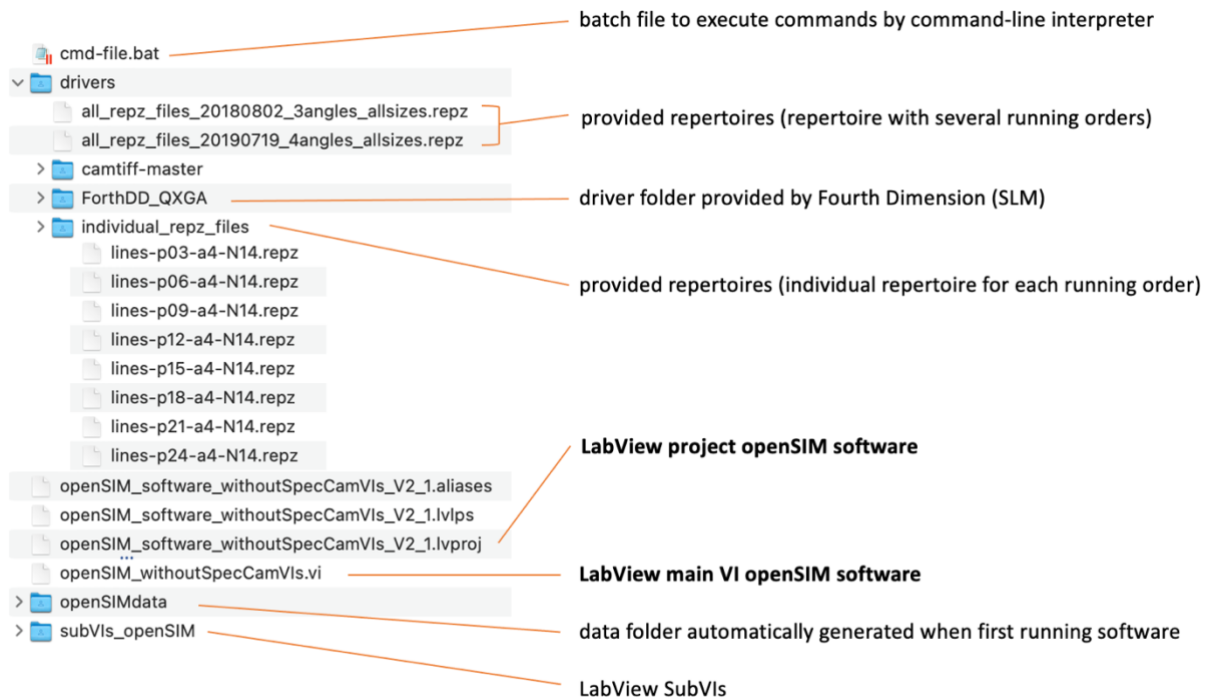 batch file to execute commands by command-line interpreter
cmd-file.bat
drivers
all_repz_files_20180802_3angles_allsizes.repz
provided repertoires (repertoire with several running orders)
all_repz_files_20190719_4angles_allsizes.repz
camtiff-master
ForthDD_QXGA
driver folder provided by Fourth Dimension (SLM)
individual_repz_files
lines-p03-a4-N14.repz
lines-p06-a4-N14.repz
provided repertoires (individual repertoire for each running order)
lines-p09-a4-N14.repz
lines-p12-a4-N14.repz
lines-p15-a4-N14.repz
lines-p18-a4-N14.repz
lines-p21-a4-N14.repz
LabView project openSIM software
lines-p24-a4-N14.repz
openSIM_software_withoutSpecCamVIs_V2_1.aliases
openSIM_software_withoutSpecCamVIs_V2_1.lvlps
openSIM_software_withoutSpecCamVIs_V2_1.lvproj
openSIM_withoutSpecCamVIs.vi
LabView main VI openSIM software
openSIMdata
data folder automatically generated when first running software
subVIs_openSIM
LabView SubVIs